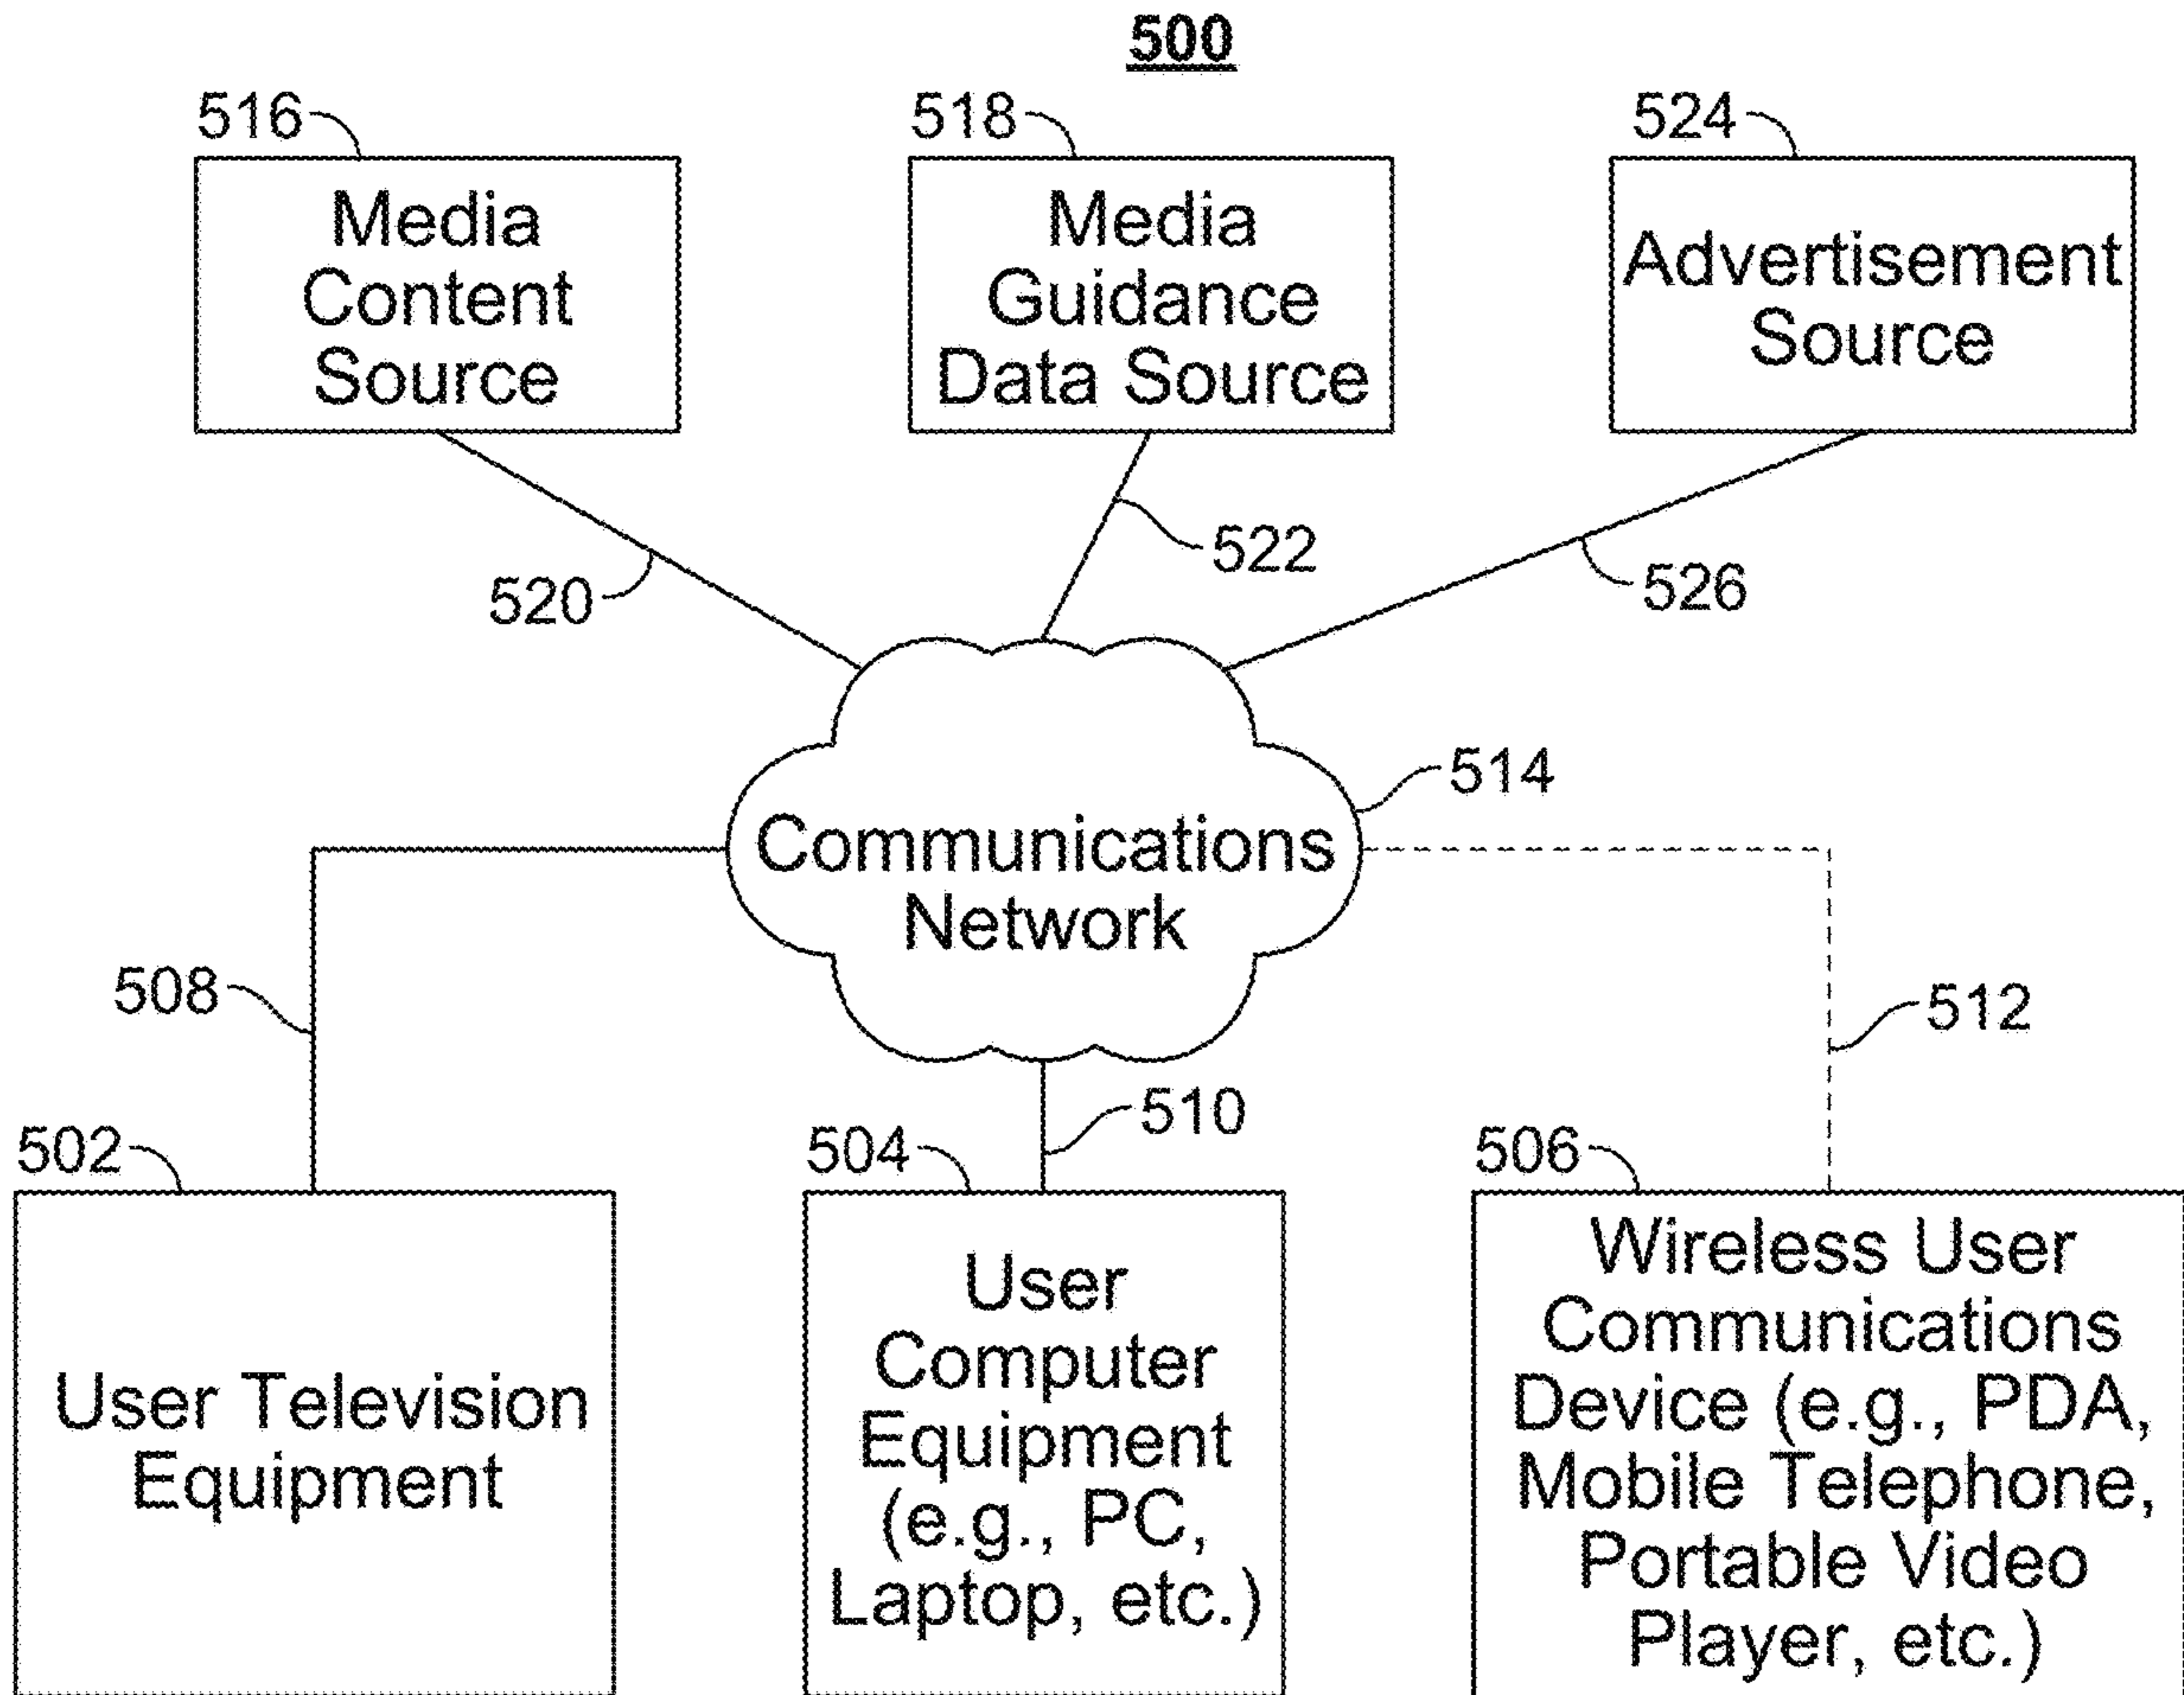 500
516
518
524
Media
Content
Source
Media
Guidance
Data Source
Advertisement
Source
520
522
526
514
Communications
Network
508
510
512
502
504
506
User Television
Equipment
User
Computer
Equipment
(e.g., PC,
Laptop, etc.)
Wireless User
Communications
Device (e.g., PDA,
Mobile Telephone,
Portable Video
Player, etc.)